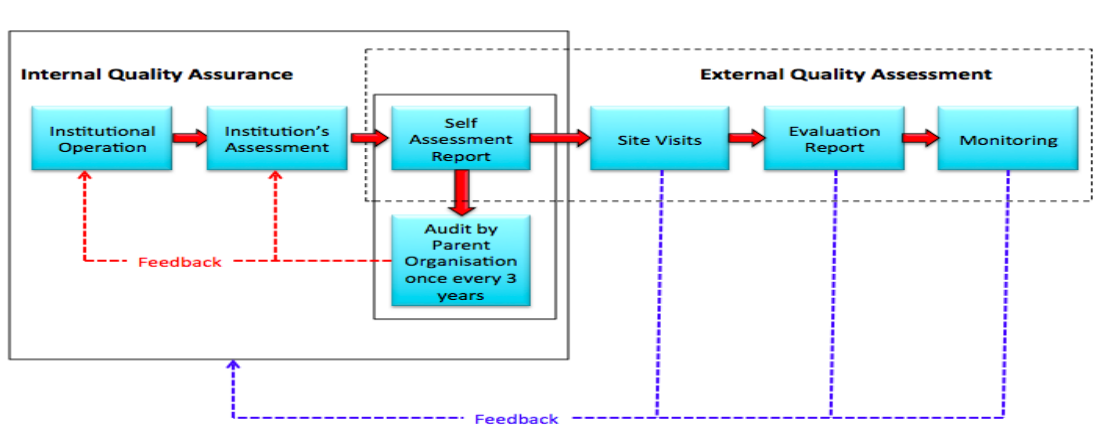 Internal Quality Assurance
External Quality Assessment
Institutional
Operation
Institution's
Assessment
Self
Assessment
Report
Site Visits
Evaluation
Report
Monitoring
Audit by
Parent
Organisation
once every 3
years
Feedback
Feedback